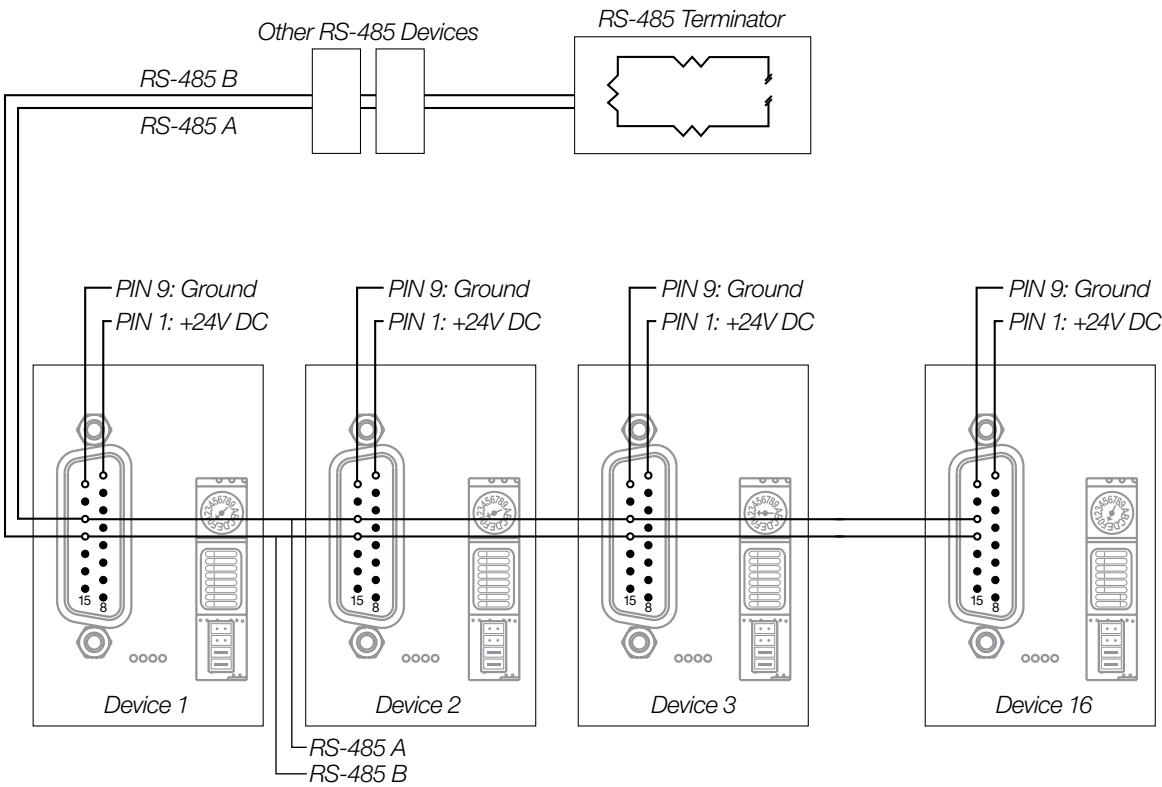 RS-485 Terminator
Other RS-485 Devices
RS-485 B
RS-485 A
PIN 9: Ground
PIN 1: +24V DC
PIN 9: Ground
PIN 1: +24V DC
PIN 9: Ground
PIN 1: +24V DC
PIN 9: Ground
PIN 1: +24V DC
15
8
15
8
15
8
15
8
Device 1
Device 2
Device 3
Device 16
RS-485 A
RS-485 B